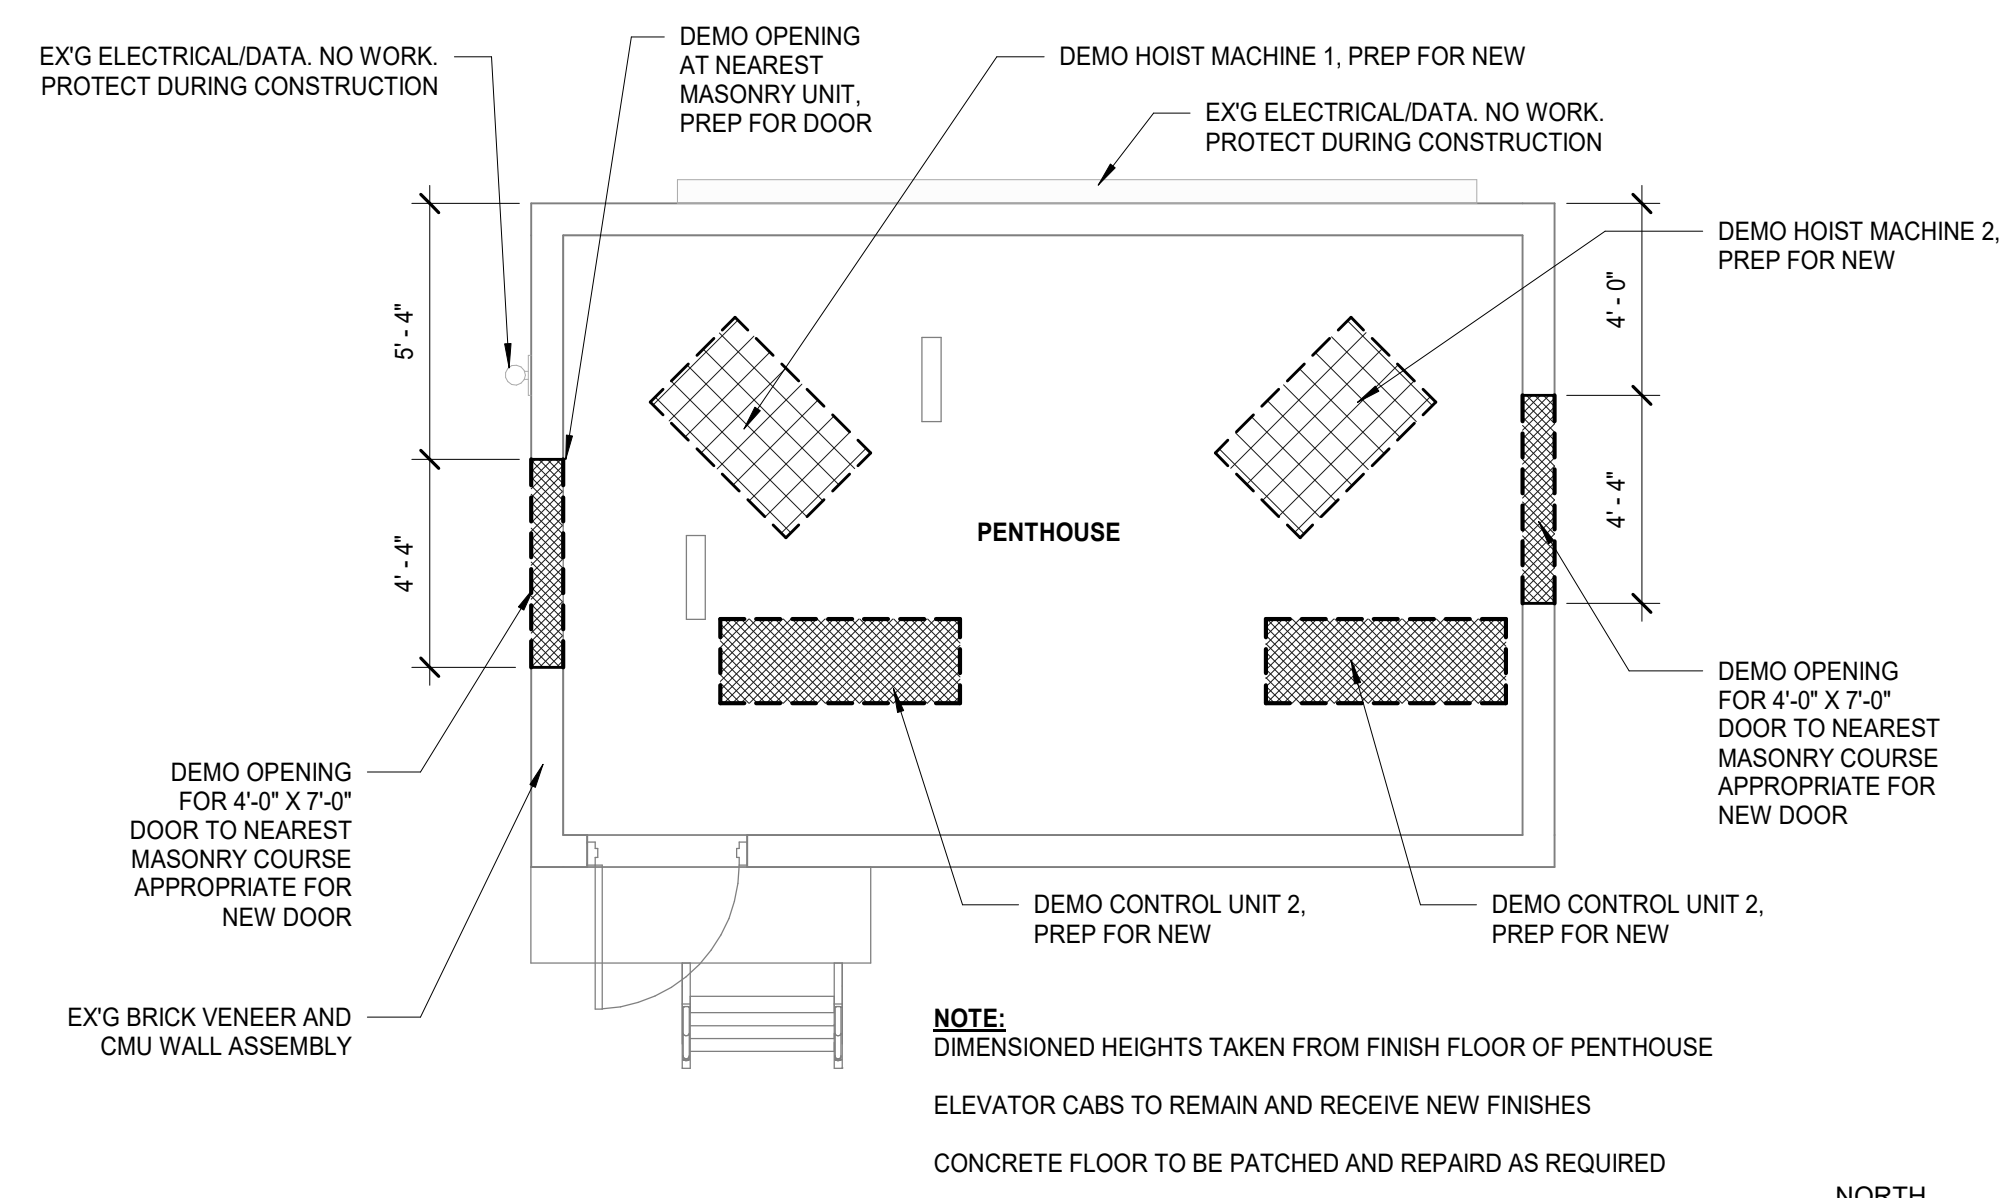 EX'G ELECTRICAL/DATA. NO WORK.
PROTECT DURING CONSTRUCTION
DEMO OPENING
AT NEAREST
MASONRY UNIT,
PREP FOR DOOR
DEMO HOIST MACHINE 1, PREP FOR NEW
EX'G ELECTRICAL/DATA. NO WORK.
PROTECT DURING CONSTRUCTION
DEMO HOIST MACHINE 2,
PREP FOR NEW
5' - 4"
4' - 0"
4' - 4"
4' - 4"
PENTHOUSE
DEMO OPENING
FOR 4'-0" X 7'-0"
DOOR TO NEAREST
MASONRY COURSE
APPROPRIATE FOR
NEW DOOR
DEMO OPENING
FOR 4'-0" X 7'-0"
DOOR TO NEAREST
MASONRY COURSE
APPROPRIATE FOR
NEW DOOR
DEMO CONTROL UNIT 2,
PREP FOR NEW
DEMO CONTROL UNIT 2,
PREP FOR NEW
EX'G BRICK VENEER AND
CMU WALL ASSEMBLY
NOTE:
DIMENSIONED HEIGHTS TAKEN FROM FINISH FLOOR OF PENTHOUSE
ELEVATOR CABS TO REMAIN AND RECEIVE NEW FINISHES
CONCRETE FLOOR TO BE PATCHED AND REPAIRD AS REQUIRED
NORTH